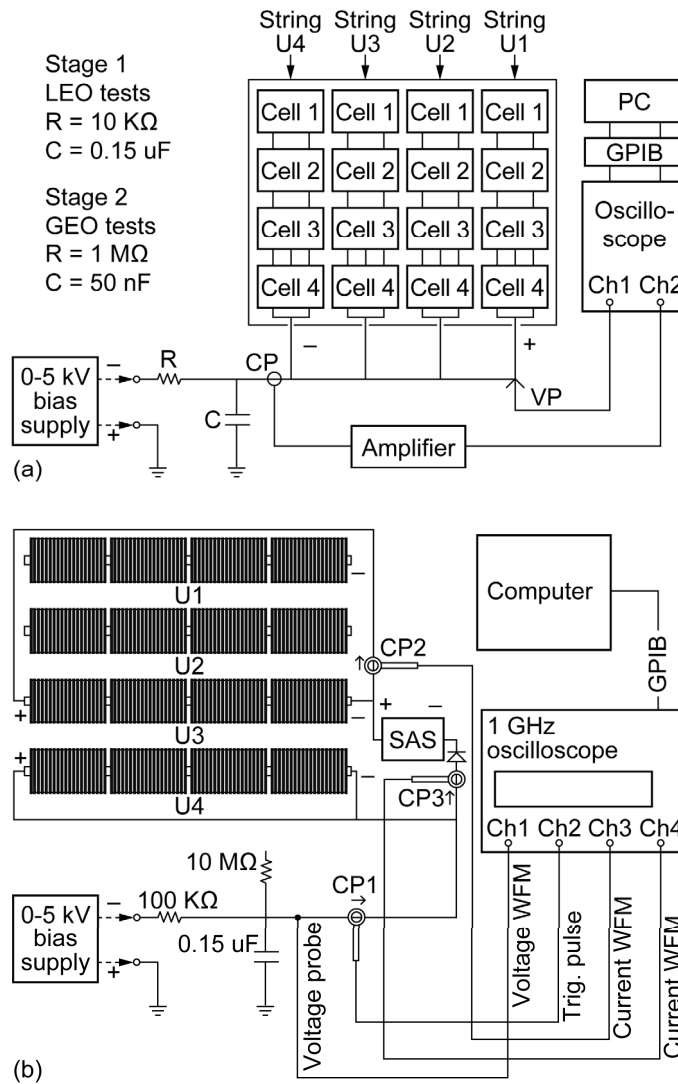 String
U4
String
U3
String
U2
String
U1
Stage 1
LEO tests
R = 10 KΩ
C = 0.15 uF
Stage 2
GEO tests
R = 1 MΩ
C = 50 nF
Cell 1
Cell 1
Cell 1
Cell 1
Cell 2
Cell 2
Cell 2
Cell 2
Cell 3
Cell 3
Cell 3
Cell 3
Cell 4
Cell 4
Cell 4
Cell 4
PC
GPIB
Oscillo-
scope
Ch1 Ch2
− +
0-5 kV
bias
supply
−
+
R
C
CP
VP
Amplifier
(a)
U1
−
U2
U3
+ −
U4
+ −
CP2
↑
+ −
SAS
CP3↑
Computer
GPIB
1 GHz
oscilloscope
Ch1 Ch2 Ch3 Ch4
0-5 kV
bias
supply
−
+
100 KΩ
10 MΩ
0.15 uF
CP1
→
Voltage probe
Voltage WFM
Trig. pulse
Current WFM
Current WFM
(b)